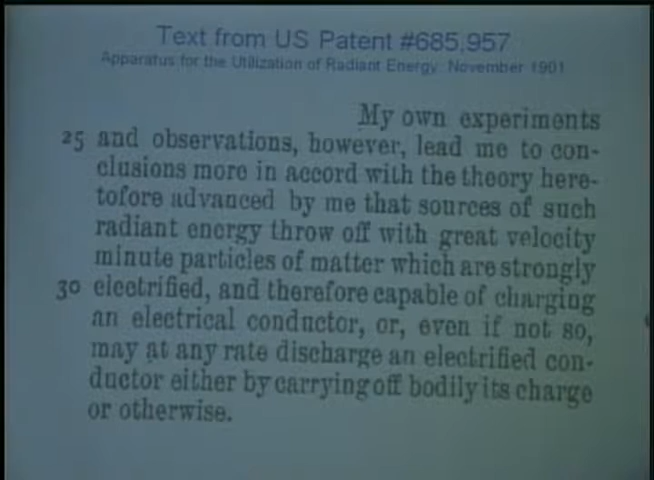 Text from US Patent #685,957
Apparatus for the Utilization of Radiant Energy: November 1901
My own experiments
25 and observations, however, lead me to con-
clusions more in accord with the theory here-
tofore advanced by me that sources of such
radiant energy throw off with great velocity
minute particles of matter which are strongly
30 electrified, and therefore capable of charging
an electrical conductor, or, even if not so,
may at any rate discharge an electrified con-
ductor either by carrying off bodily its charge
or otherwise.